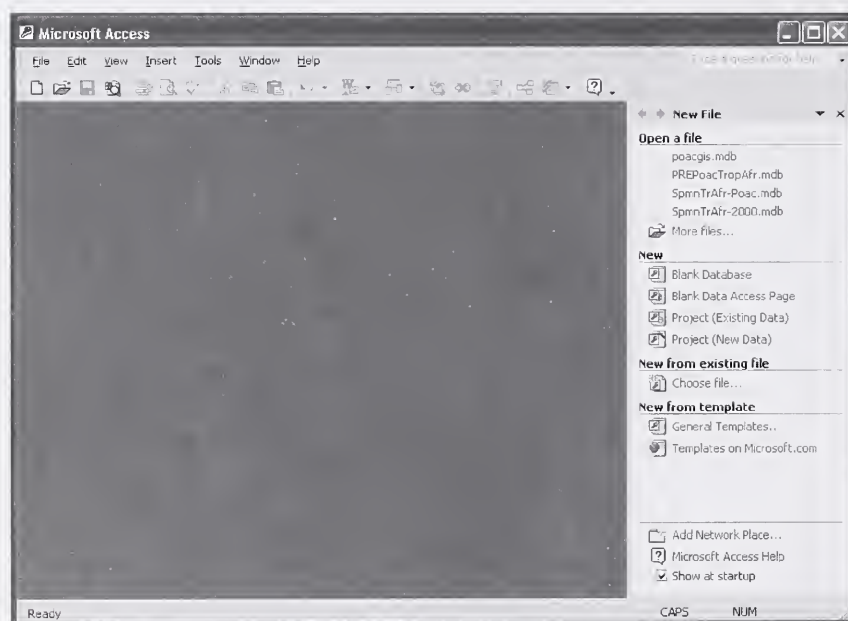 Microsoft Access
File Edit View Insert Tools Window Help
New File
Open a file
poacgis.mdb
PREPoacTropAfr.mdb
SpmnTrAfr-Poac.mdb
SpmnTrAfr-2000.mdb
More files...
New
Blank Database
Blank Data Access Page
Project (Existing Data)
Project (New Data)
New from existing file
Choose file...
New from template
General Templates...
Templates on Microsoft.com
Add Network Place...
Microsoft Access Help
Show at startup
Ready CAPS NUM